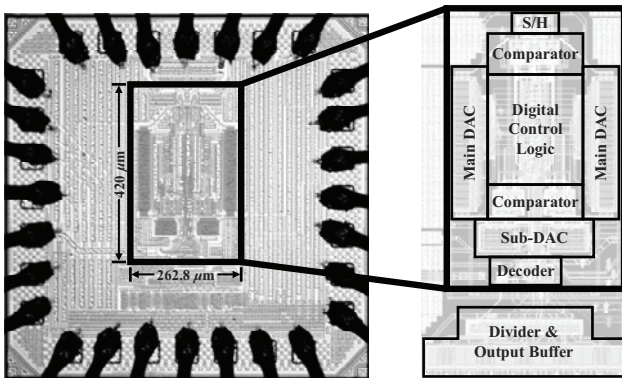 420 µm
262.8 µm
S/H
Comparator
Main DAC
Digital
Control
Logic
Main DAC
Comparator
Sub-DAC
Decoder
Divider &
Output Buffer